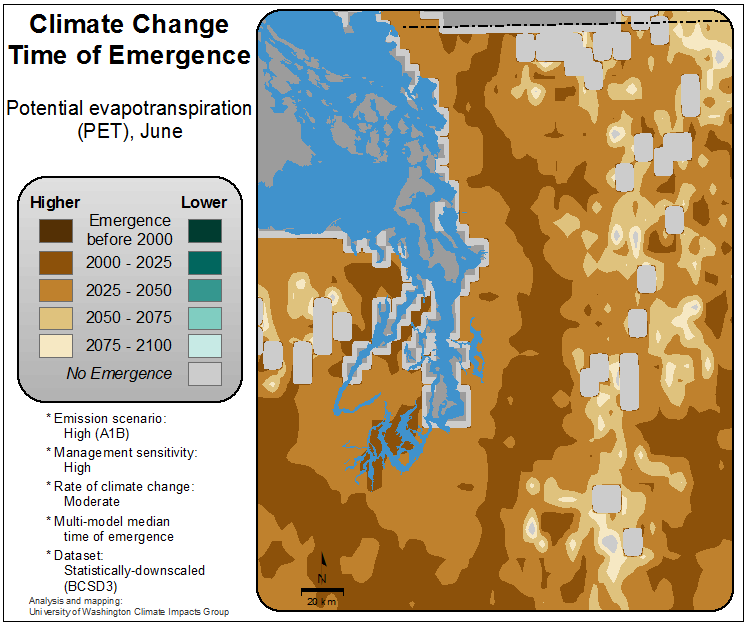 Climate Change
Time of Emergence
Potential evapotranspiration
(PET), June
Higher Lower
Emergence
before 2000
2000 - 2025
2025 - 2050
2050 - 2075
2075 - 2100
No Emergence
* Emission scenario:
High (A1B)
* Management sensitivity:
High
* Rate of climate change:
Moderate
* Multi-model median
time of emergence
* Dataset:
Statistically-downscaled
(BCSD3)
Analysis and mapping:
University of Washington Climate Impacts Group
N
20 km